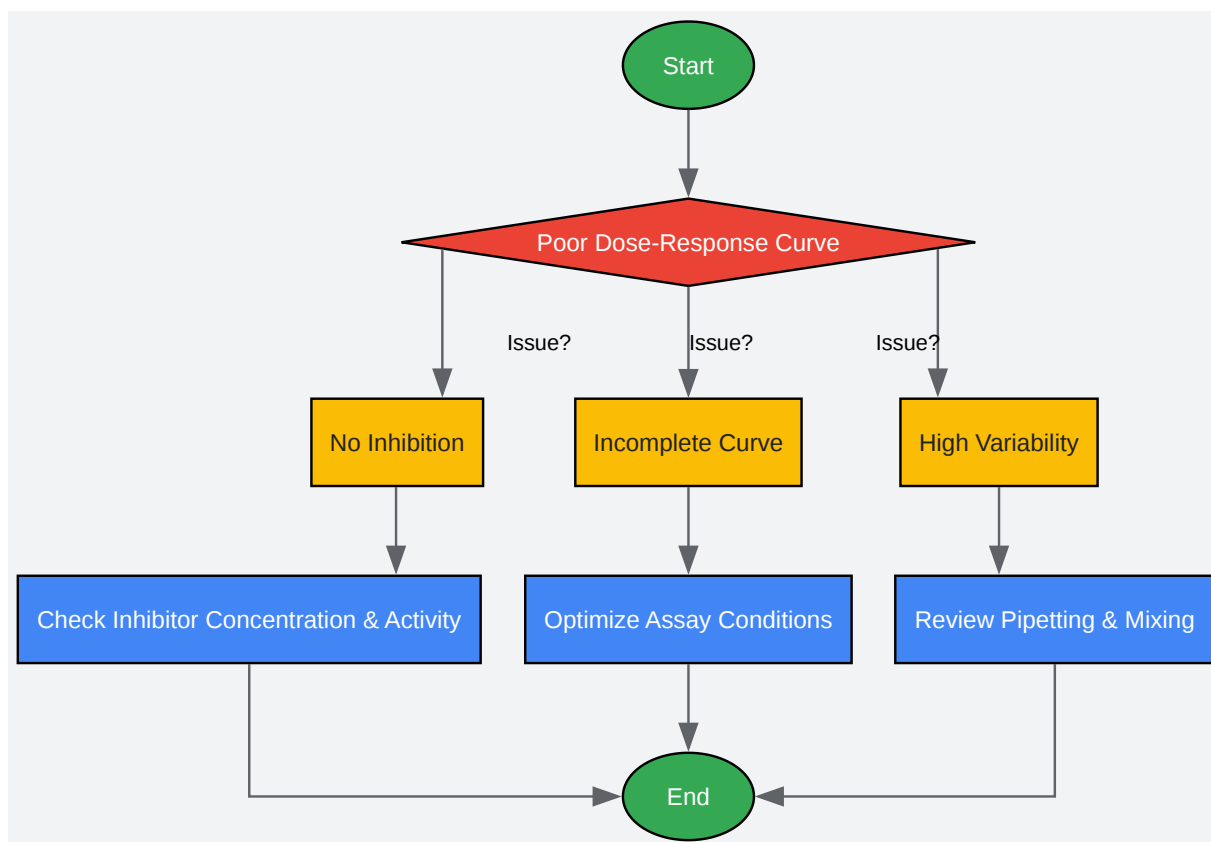 Start
Poor Dose-Response Curve
Issue?
Issue?
Issue?
No Inhibition
Incomplete Curve
High Variability
Check Inhibitor Concentration & Activity
Optimize Assay Conditions
Review Pipetting & Mixing
End